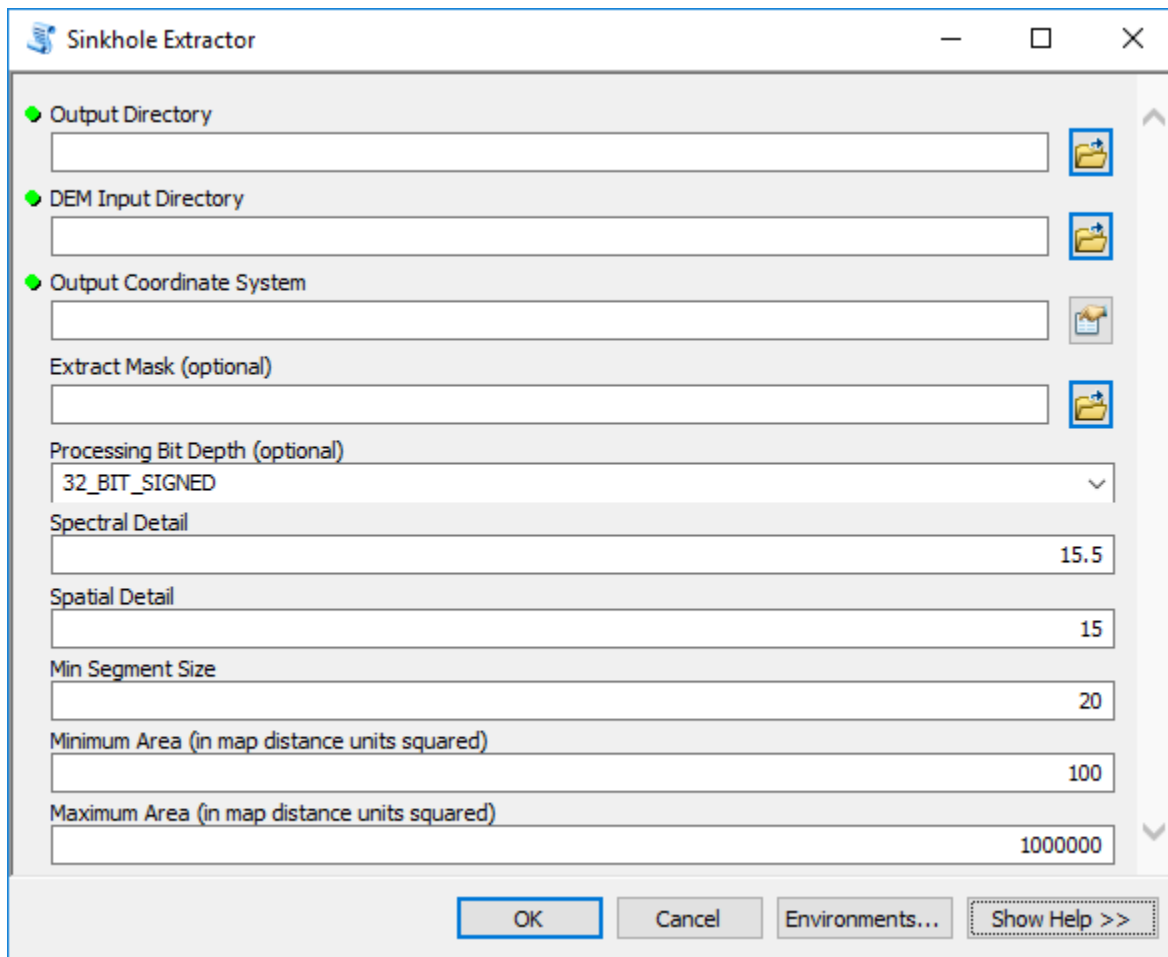 Sinkhole Extractor
Output Directory
DEM Input Directory
Output Coordinate System
Extract Mask (optional)
Processing Bit Depth (optional)
32_BIT_SIGNED
Spectral Detail
15.5
Spatial Detail
15
Min Segment Size
20
Minimum Area (in map distance units squared)
100
Maximum Area (in map distance units squared)
1000000
OK Cancel Environments... Show Help >>